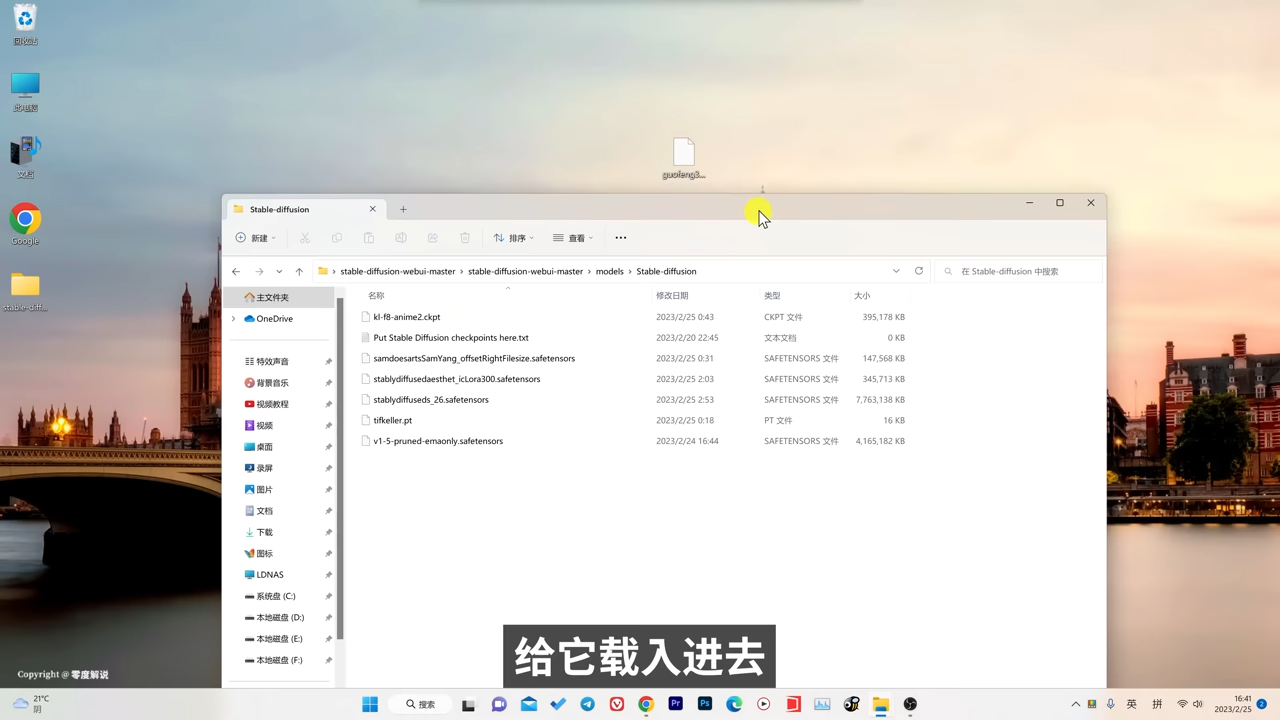 回收站
此电脑
文档
Google
stable-diff...
guofeng3...
Stable-diffusion
新建
排序
查看
stable-diffusion-webui-master
stable-diffusion-webui-master
models
Stable-diffusion
在 Stable-diffusion 中搜索
主文件夹
OneDrive
特效声音
背景音乐
视频教程
视频
桌面
录屏
图片
文档
下载
图标
LDNAS
系统盘 (C:)
本地磁盘 (D:)
本地磁盘 (E:)
本地磁盘 (F:)
名称 修改日期 类型 大小
kl-f8-anime2.ckpt 2023/2/25 0:43 CKPT 文件 395,178 KB
Put Stable Diffusion checkpoints here.txt 2023/2/20 22:45 文本文档 0 KB
samdoesartsSamYang_offsetRightFilesize.safetensors 2023/2/25 0:31 SAFETENSORS 文件 147,568 KB
stablydiffusedaesthet_icLora300.safetensors 2023/2/25 2:03 SAFETENSORS 文件 345,713 KB
stablydiffuseds_26.safetensors 2023/2/25 2:53 SAFETENSORS 文件 7,763,138 KB
tifkeller.pt 2023/2/25 0:18 PT 文件 16 KB
v1-5-pruned-emaonly.safetensors 2023/2/24 16:44 SAFETENSORS 文件 4,165,182 KB
给它载入进去
Copyright @ 零度解说
21°C
阴
搜索
Pr
Ps
英
拼
16:41
2023/2/25
2